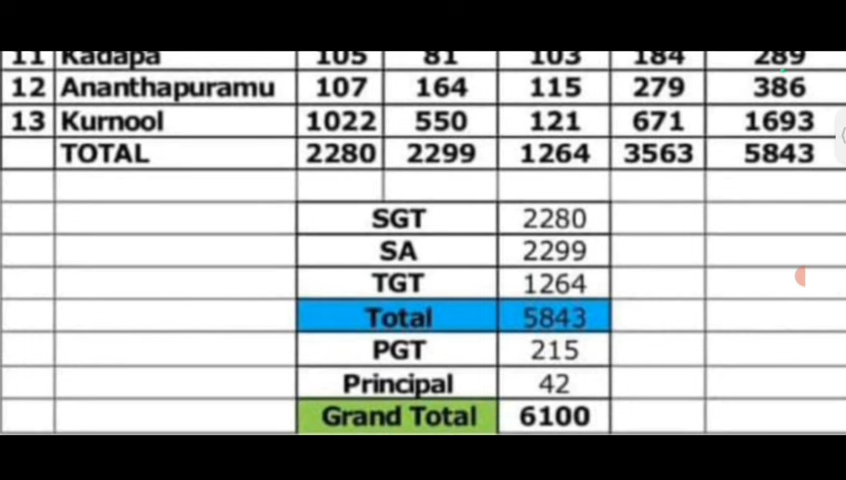 11 Kadapa 105 81 103 184 289
12 Ananthapuramu 107 164 115 279 386
13 Kurnool 1022 550 121 671 1693
TOTAL 2280 2299 1264 3563 5843
SGT 2280
SA 2299
TGT 1264
Total 5843
PGT 215
Principal 42
Grand Total 6100